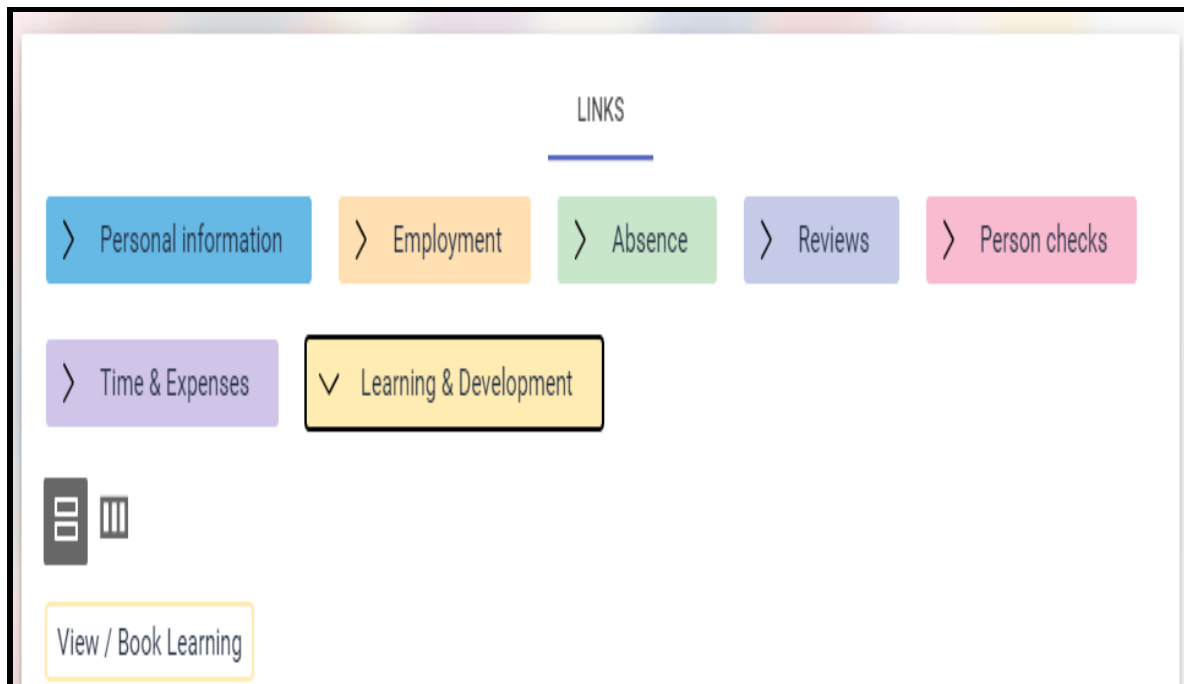 LINKS
Personal information Employment Absence Reviews Person checks
Time & Expenses Learning & Development
View / Book Learning